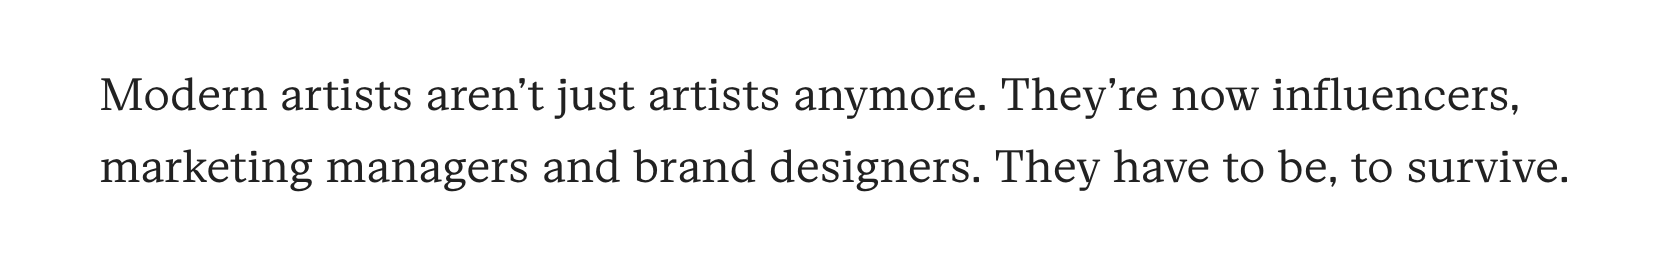 Modern artists aren’t just artists anymore. They’re now influencers,
marketing managers and brand designers. They have to be, to survive.